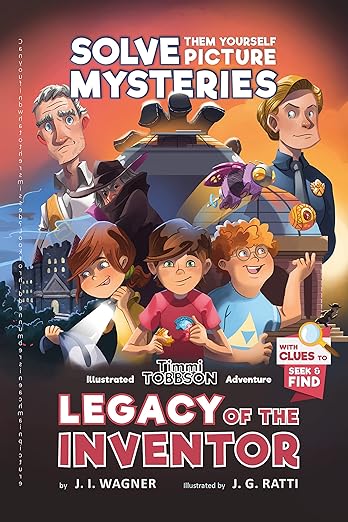 SOLVE THEM YOURSELF
PICTURE
MYSTERIES
WITH
CLUES TO
SEEK &
FIND
Illustrated Timmi TOBBSON Adventure
LEGACY OF THE
INVENTOR
by J. I. WAGNER Illustrated by J. G. RATTI